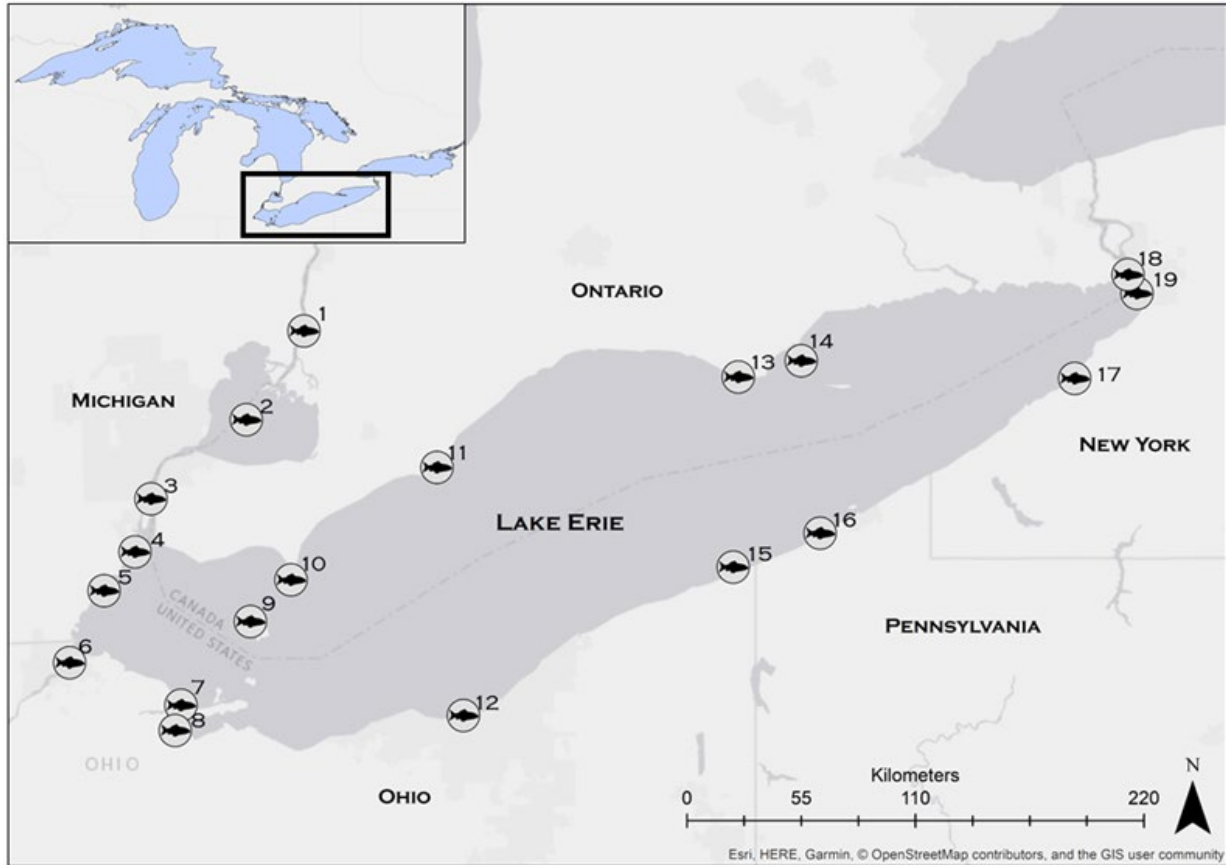 ONTARIO
18
19
1
14
13
MICHIGAN
2
17
NEW YORK
11
3
LAKE ERIE
16
4
15
10
5
CANADA
UNITED STATES
9
PENNSYLVANIA
6
7
12
8
OHIO
OHIO
Kilometers
N
0 55 110 220
Esri, HERE, Garmin, © OpenStreetMap contributors, and the GIS user community